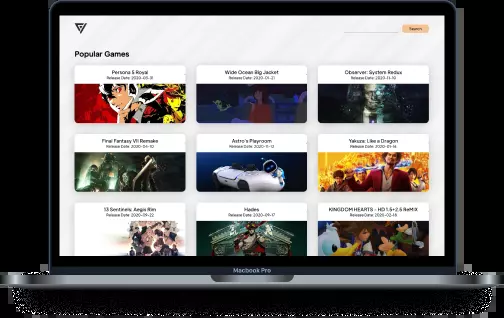 Search
Popular Games
Persona 5 Royal
Release Date: 2020-03-31
Wide Ocean Big Jacket
Release Date: 2020-01-21
Observer: System Redux
Release Date: 2020-11-10
Final Fantasy VII Remake
Release Date: 2020-04-10
Astro's Playroom
Release Date: 2020-11-12
Yakuza: Like a Dragon
Release Date: 2020-01-16
13 Sentinels: Aegis Rim
Release Date: 2020-09-22
Hades
Release Date: 2020-09-17
KINGDOM HEARTS - HD 1.5+2.5 ReMIX
Release Date: 2020-02-18
Macbook Pro